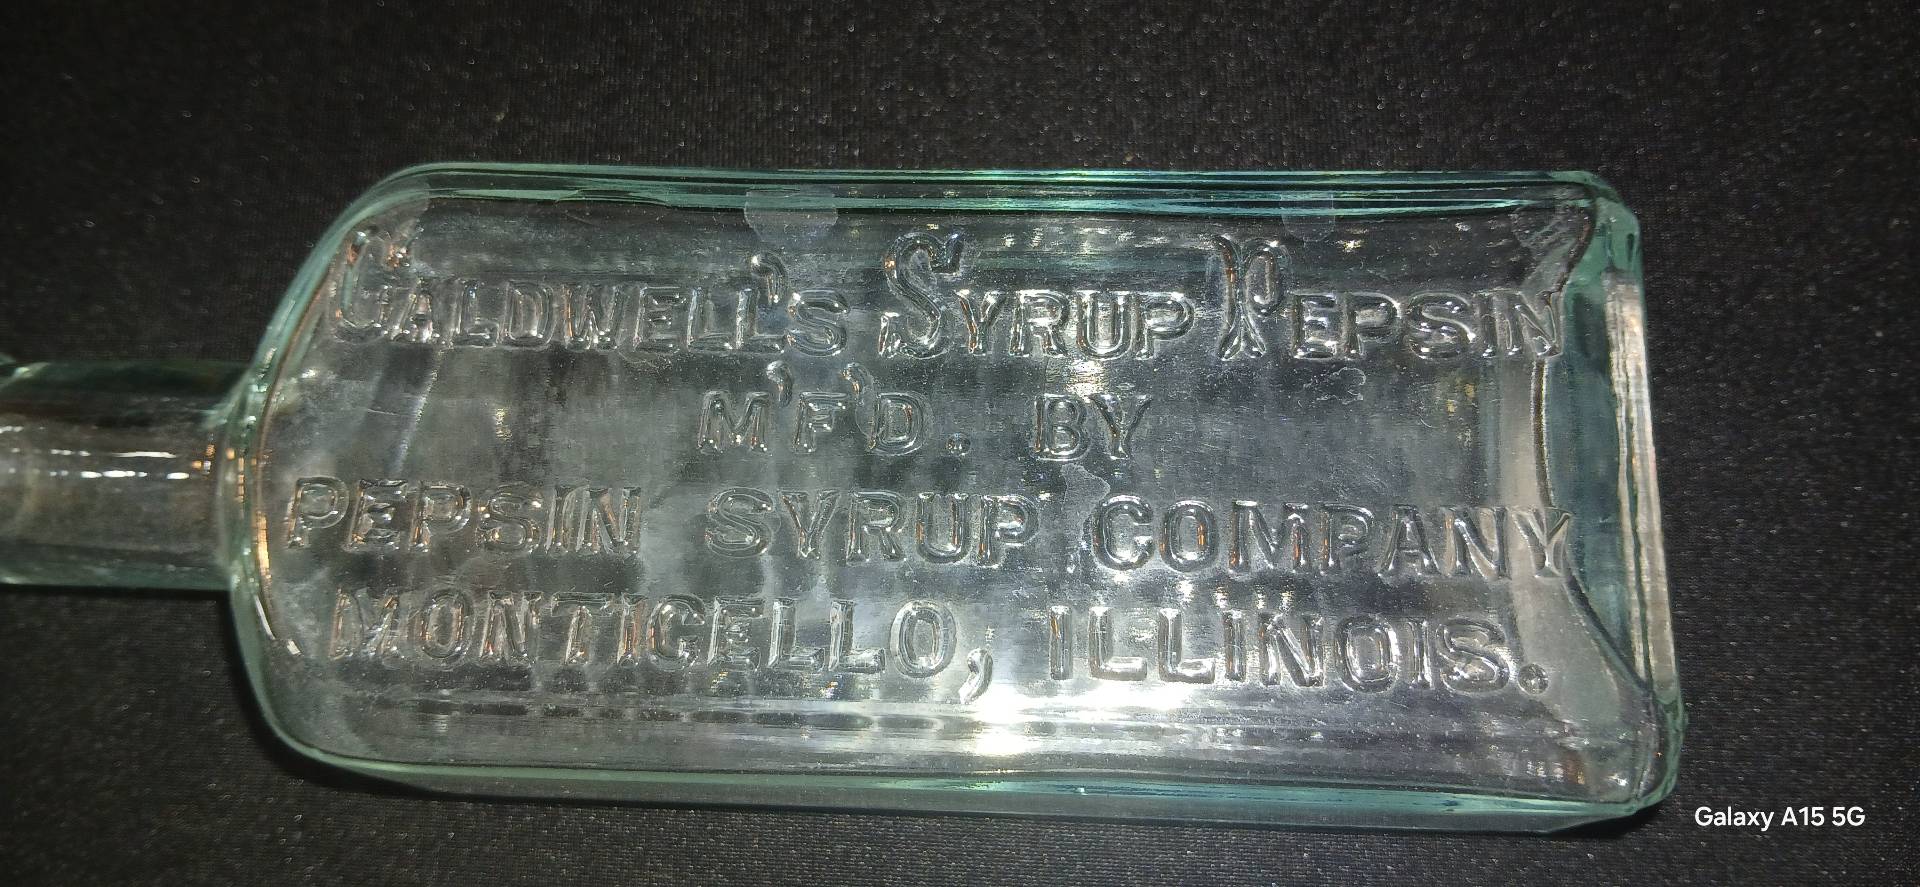 CALDWELL'S SYRUP PEPSIN
M'F'D. BY
PEPSIN SYRUP COMPANY
MONTICELLO, ILLINOIS.
Galaxy A15 5G